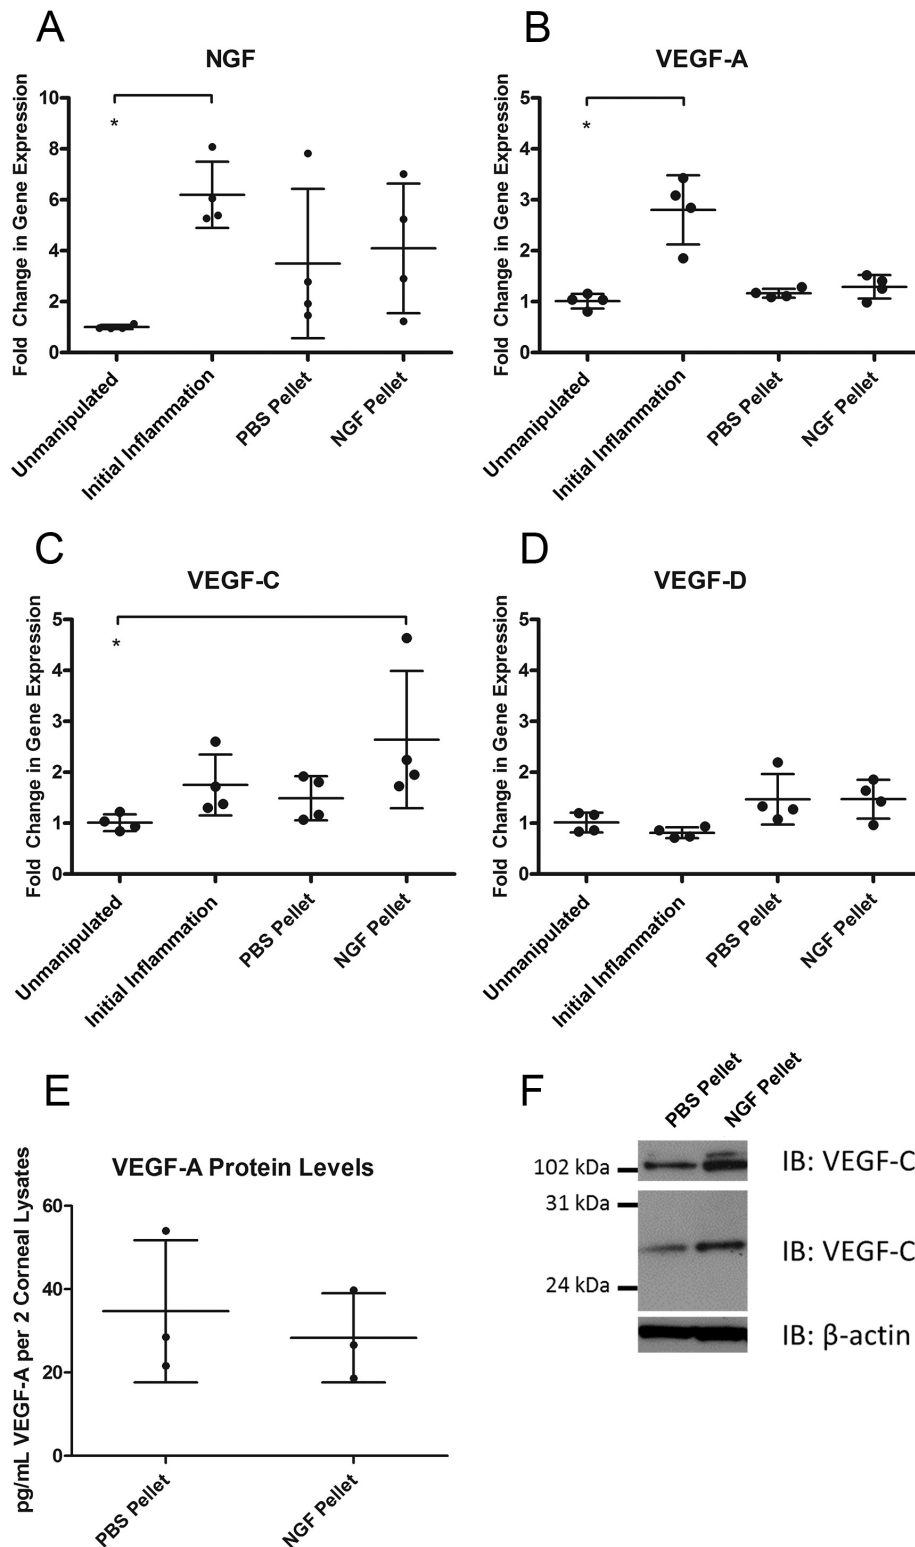 A
NGF
Fold Change in Gene Expression
10
8
6
4
2
0
*
Unmanipulated
Initial Inflammation
PBS Pellet
NGF Pellet
B
VEGF-A
Fold Change in Gene Expression
5
4
3
2
1
0
*
Unmanipulated
Initial Inflammation
PBS Pellet
NGF Pellet
C
VEGF-C
Fold Change in Gene Expression
5
4
3
2
1
0
*
Unmanipulated
Initial Inflammation
PBS Pellet
NGF Pellet
D
VEGF-D
Fold Change in Gene Expression
5
4
3
2
1
0
Unmanipulated
Initial Inflammation
PBS Pellet
NGF Pellet
E
VEGF-A Protein Levels
pg/mL VEGF-A per 2 Corneal Lysates
60
40
20
0
PBS Pellet
NGF Pellet
F
PBS Pellet
NGF Pellet
102 kDa
IB: VEGF-C
31 kDa
IB: VEGF-C
24 kDa
IB: β-actin